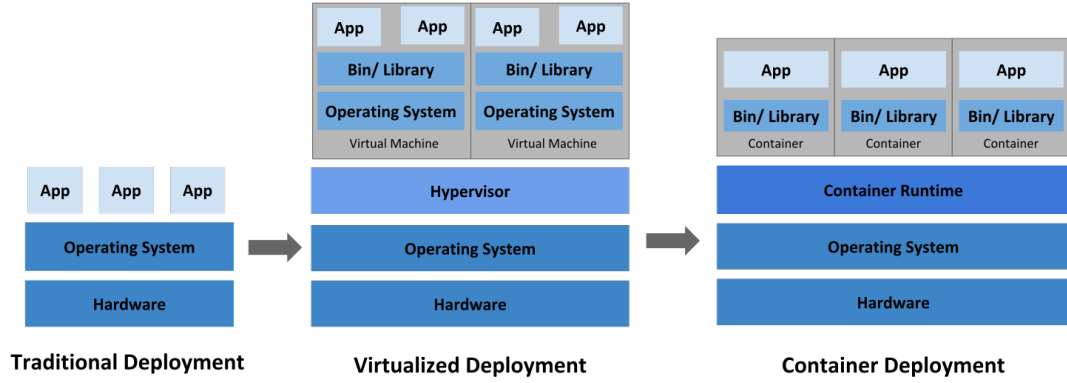 App
App
App
Operating System
Hardware
Traditional Deployment
App
App
Bin/ Library
Operating System
Virtual Machine
App
App
Bin/ Library
Operating System
Virtual Machine
Hypervisor
Operating System
Hardware
Virtualized Deployment
App
Bin/ Library
Container
App
Bin/ Library
Container
App
Bin/ Library
Container
Container Runtime
Operating System
Hardware
Container Deployment